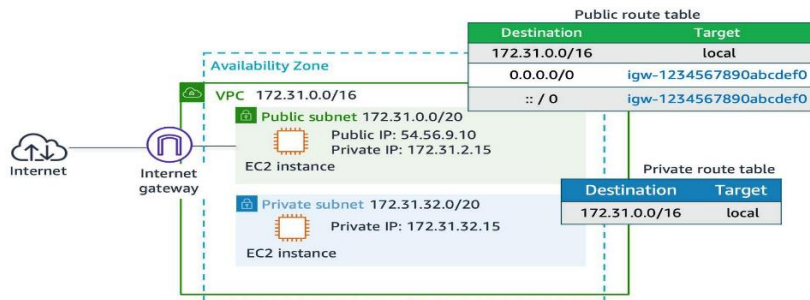 Public route table
Destination Target
172.31.0.0/16 local
0.0.0.0/0 igw-1234567890abcdef0
:: / 0 igw-1234567890abcdef0
Availability Zone
VPC 172.31.0.0/16
Public subnet 172.31.0.0/20
Public IP: 54.56.9.10
Private IP: 172.31.2.15
EC2 instance
Internet
Internet
gateway
Private subnet 172.31.32.0/20
Private IP: 172.31.32.15
EC2 instance
Private route table
Destination Target
172.31.0.0/16 local